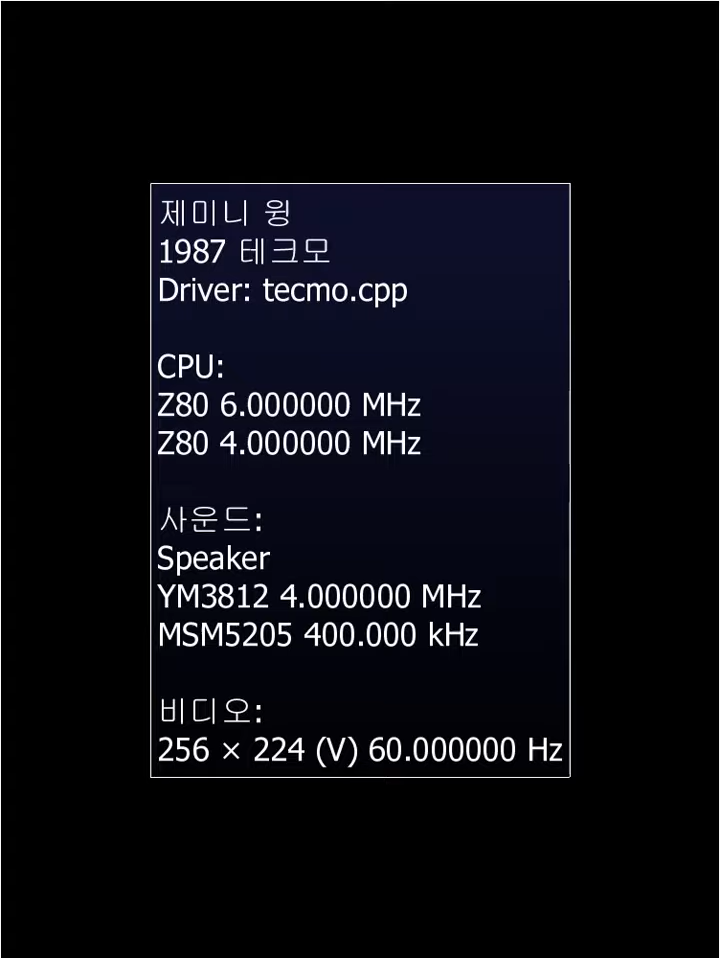 제미니 윙
1987 테크모
Driver: tecmo.cpp
CPU:
Z80 6.000000 MHz
Z80 4.000000 MHz
사운드:
Speaker
YM3812 4.000000 MHz
MSM5205 400.000 kHz
비디오:
256 × 224 (V) 60.000000 Hz